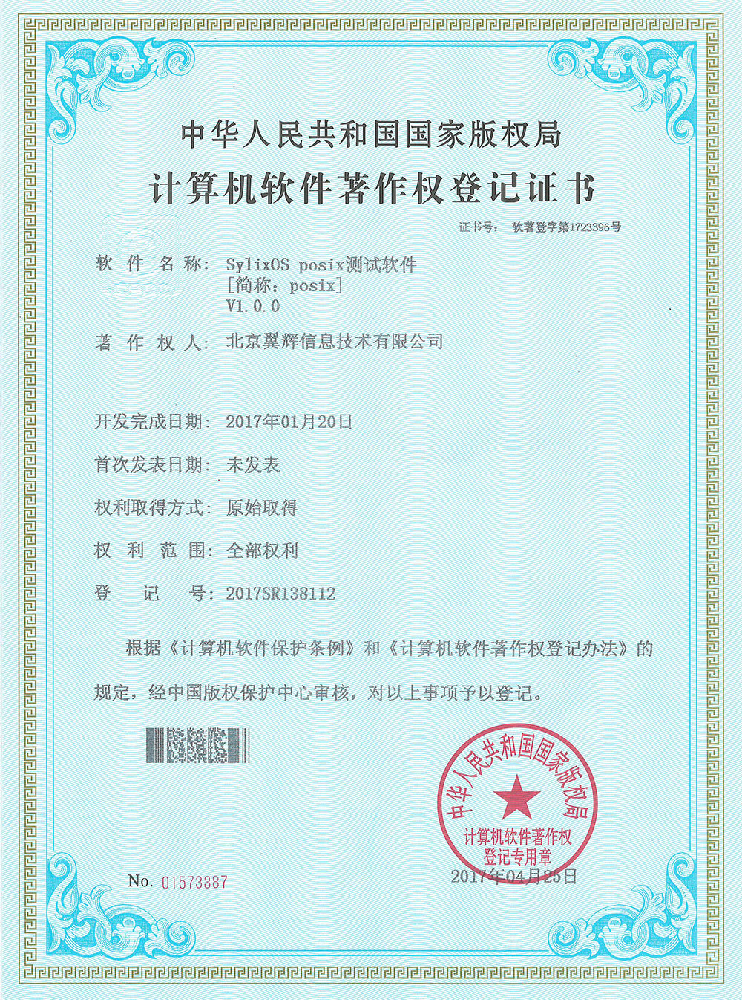 中华人民共和国国家版权局
计算机软件著作权登记证书
证书号： 软著登字第1723396号
软件名称： SylixOS posix测试软件
[简称：posix]
V1.0.0
著作权人： 北京翼辉信息技术有限公司
开发完成日期： 2017年01月20日
首次发表日期： 未发表
权利取得方式： 原始取得
权利范围： 全部权利
登记号： 2017SR138112
根据《计算机软件保护条例》和《计算机软件著作权登记办法》的
规定，经中国版权保护中心审核，对以上事项予以登记。
中华人民共和国国家版权局
计算机软件著作权
登记专用章
2017年04月25日
No. 01573387